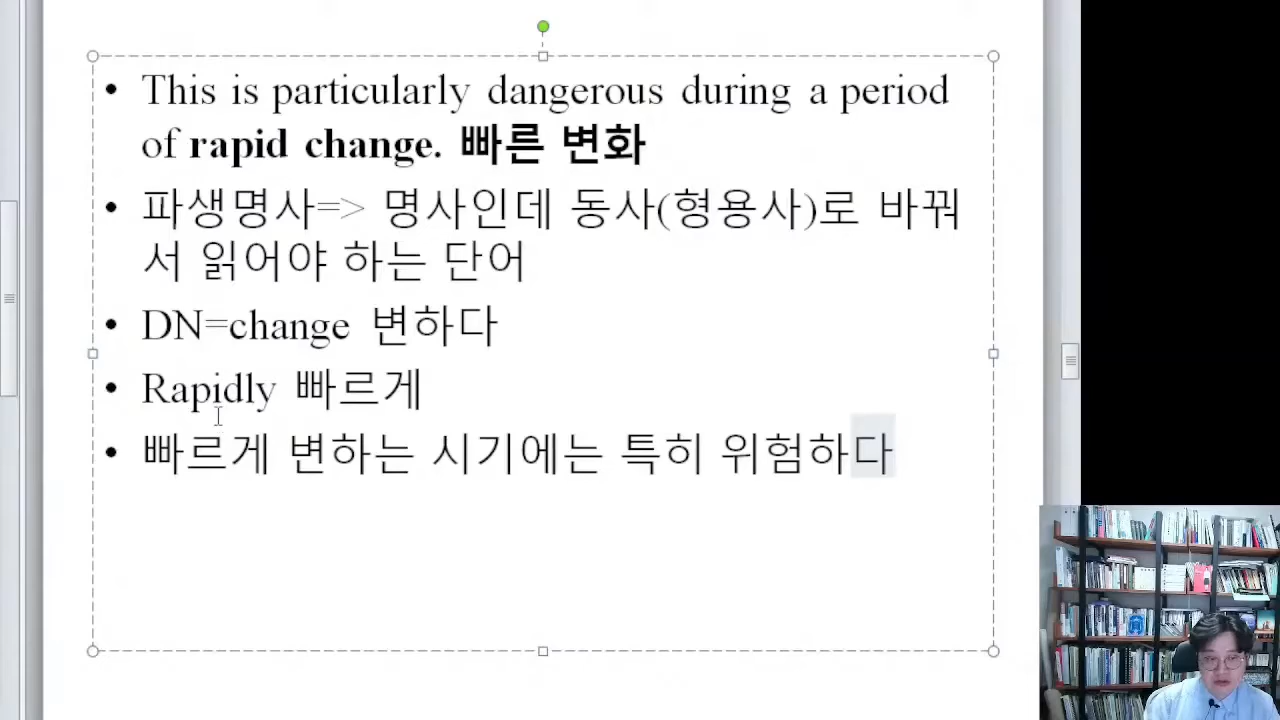 • This is particularly dangerous during a period
of rapid change. 빠른 변화
• 파생명사=> 명사인데 동사(형용사)로 바꿔
서 읽어야 하는 단어
• DN=change 변하다
• Rapidly 빠르게
• 빠르게 변하는 시기에는 특히 위험하다